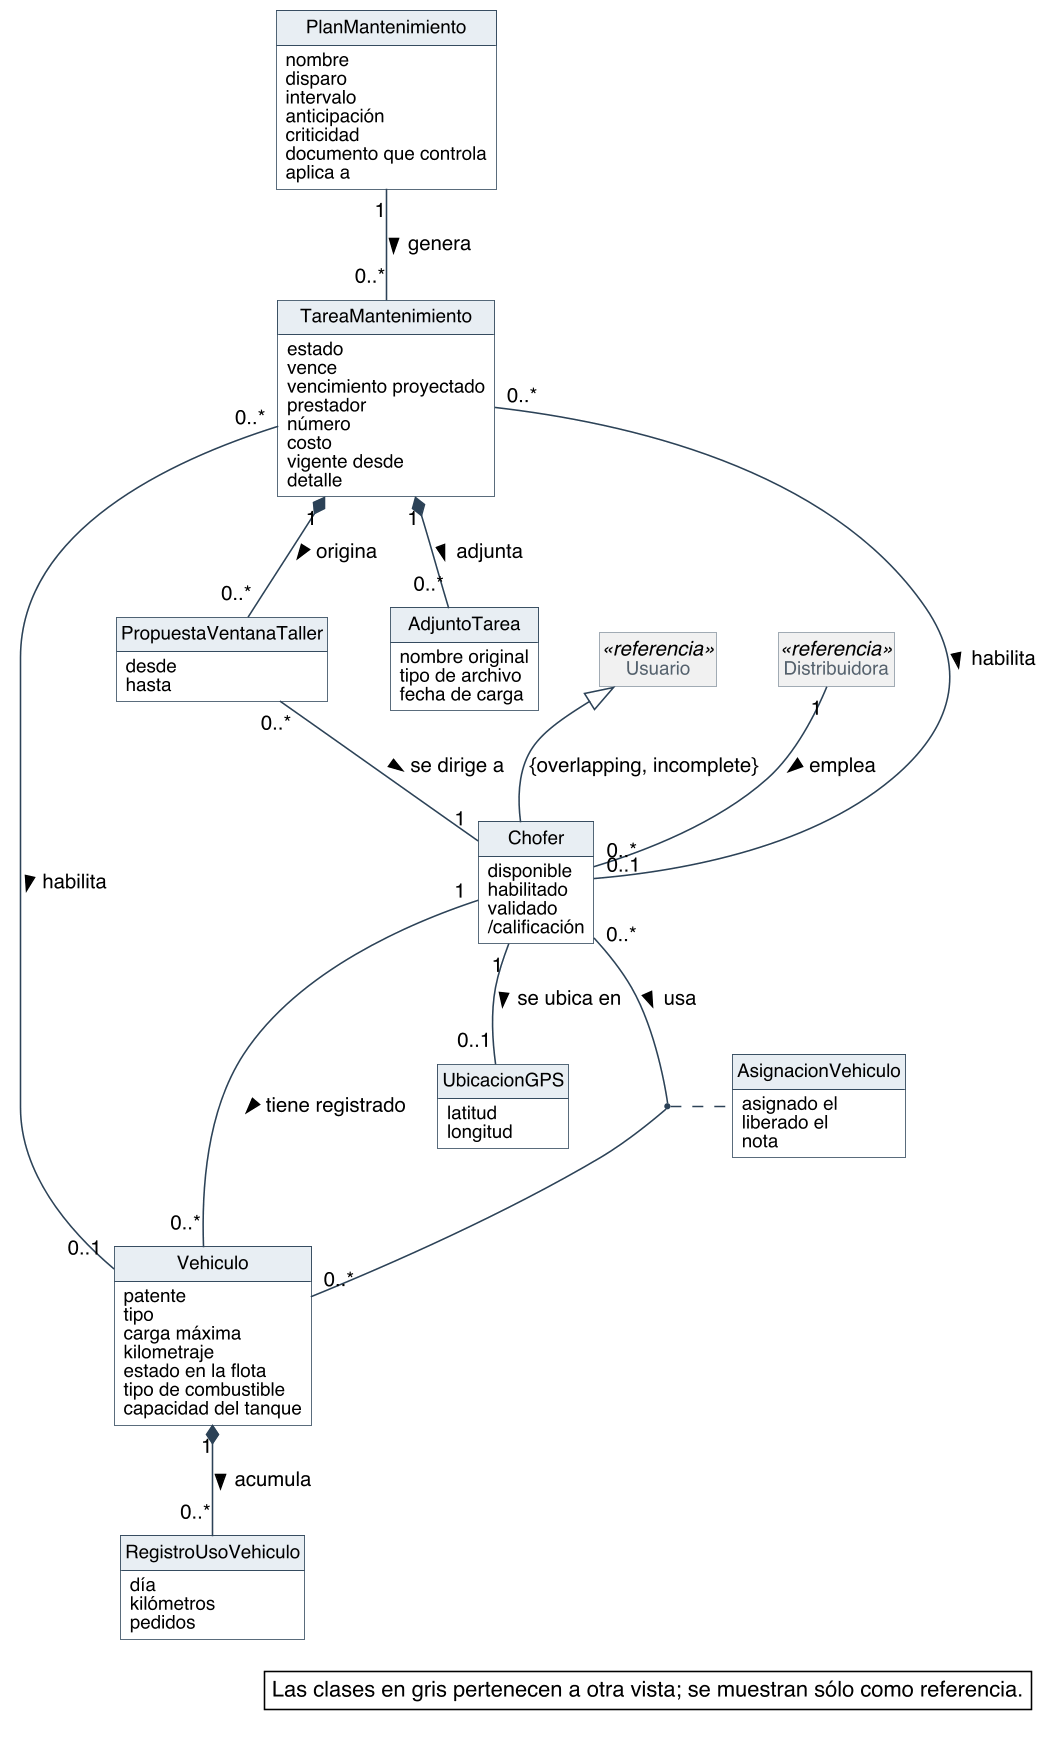 PlanMantenimiento
nombre
disparo
intervalo
anticipación
criticidad
documento que controla
aplica a
1
genera
0..*
TareaMantenimiento
estado
vence
vencimiento proyectado
prestador
número
costo
vigente desde
detalle
0..*
0..*
1
origina
0..*
1
adjunta
0..*
PropuestaVentanaTaller
desde
hasta
AdjuntoTarea
nombre original
tipo de archivo
fecha de carga
«referencia»
Usuario
«referencia»
Distribuidora
habilita
1
0..*
se dirige a
{overlapping, incomplete}
emplea
1
Chofer
disponible
habilitado
validado
/calificación
0..*
0..1
habilita
1
0..*
1
se ubica en
usa
0..1
UbicacionGPS
latitud
longitud
AsignacionVehiculo
asignado el
liberado el
nota
tiene registrado
0..*
0..1
0..*
Vehiculo
patente
tipo
carga máxima
kilometraje
estado en la flota
tipo de combustible
capacidad del tanque
1
acumula
0..*
RegistroUsoVehiculo
día
kilómetros
pedidos
Las clases en gris pertenecen a otra vista; se muestran sólo como referencia.